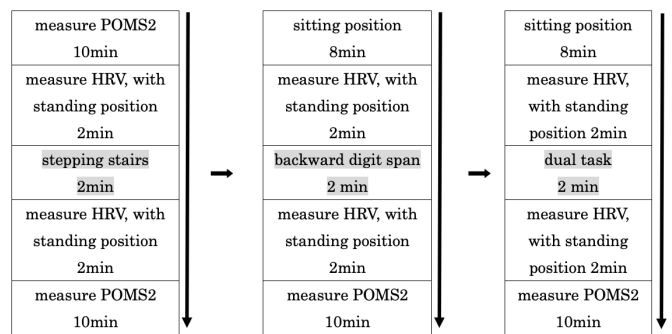 measure POMS2
10min
measure HRV, with
standing position
2min
stepping stairs
2min
measure HRV, with
standing position
2min
measure POMS2
10min
sitting position
8min
measure HRV, with
standing position
2min
backward digit span
2 min
measure HRV, with
standing position
2min
measure POMS2
10min
sitting position
8min
measure HRV,
with standing
position 2min
dual task
2 min
measure HRV,
with standing
position 2min
measure POMS2
10min